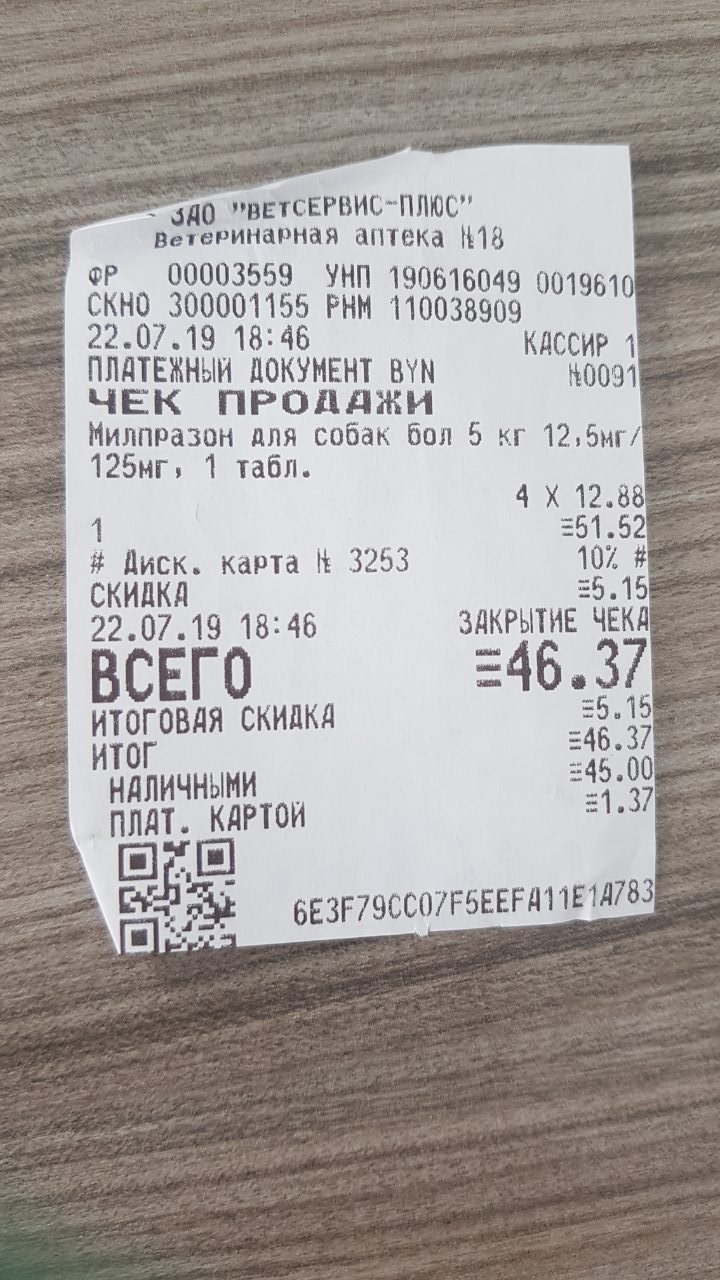 ЗАО "ВЕТСЕРВИС-ПЛЮС"
Ветеринарная аптека №18
ФР 00003559 УНП 190616049 0019610
СКНО 300001155 РНМ 110038909
22.07.19 18:46 КАССИР 1
ПЛАТЕЖНЫЙ ДОКУМЕНТ BYN №0091
ЧЕК ПРОДАЖИ
Милпразон для собак бол 5 кг 12,5мг/
125мг, 1 табл.
4 X 12.88
1 ≡51.52
# Диск. карта № 3253 10% #
СКИДКА ≡5.15
22.07.19 18:46 ЗАКРЫТИЕ ЧЕКА
ВСЕГО ≡46.37
ИТОГОВАЯ СКИДКА ≡5.15
ИТОГ ≡46.37
НАЛИЧНЫМИ ≡45.00
ПЛАТ. КАРТОЙ ≡1.37
6E3F79CC07F5EEFA11E1A783